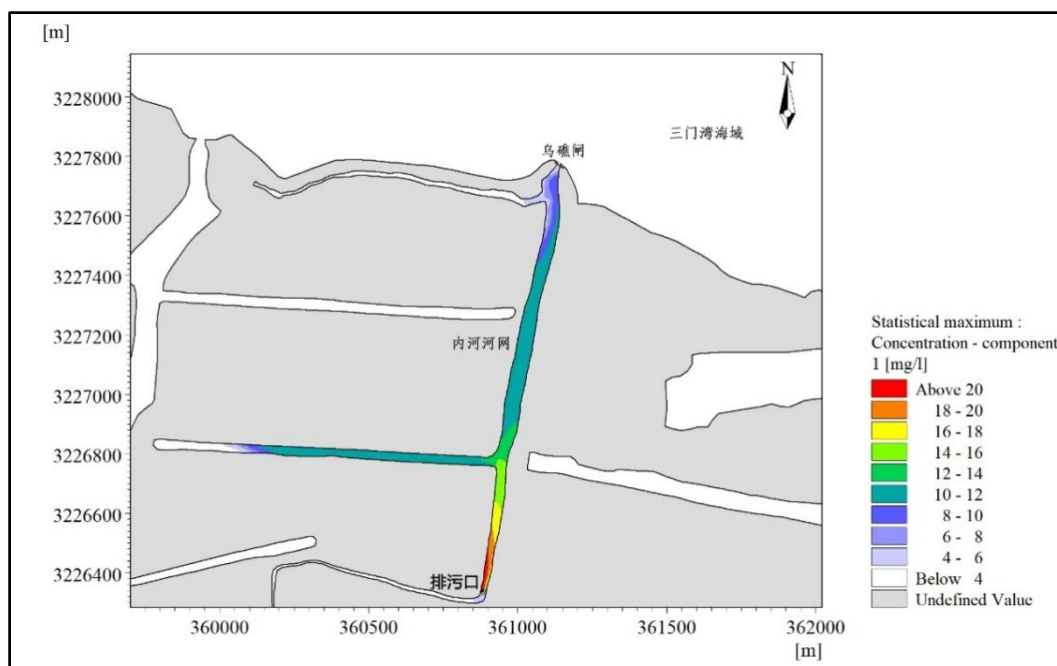 [m]
N
3228000
三门湾海域
乌礁闸
3227800
3227600
3227400
3227200
内河河网
3227000
3226800
3226600
3226400
排污口
360000
360500
361000
361500
362000
[m]
Statistical maximum :
Concentration - component
1 [mg/l]
Above 20
18 - 20
16 - 18
14 - 16
12 - 14
10 - 12
8 - 10
6 - 8
4 - 6
Below 4
Undefined Value